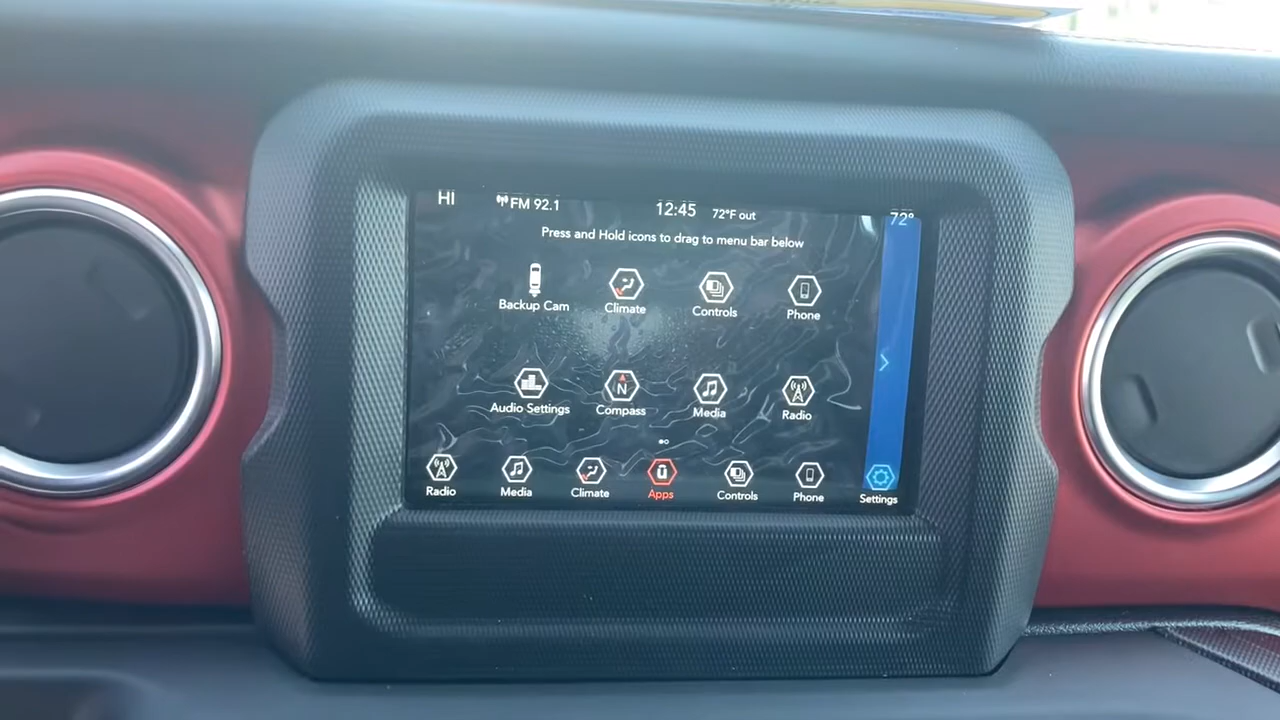 HI FM 92.1 12:45 72°F out 72°
Press and Hold icons to drag to menu bar below
Backup Cam Climate Controls Phone
Audio Settings N Compass Media Radio
Radio Media Climate Apps Controls Phone Settings